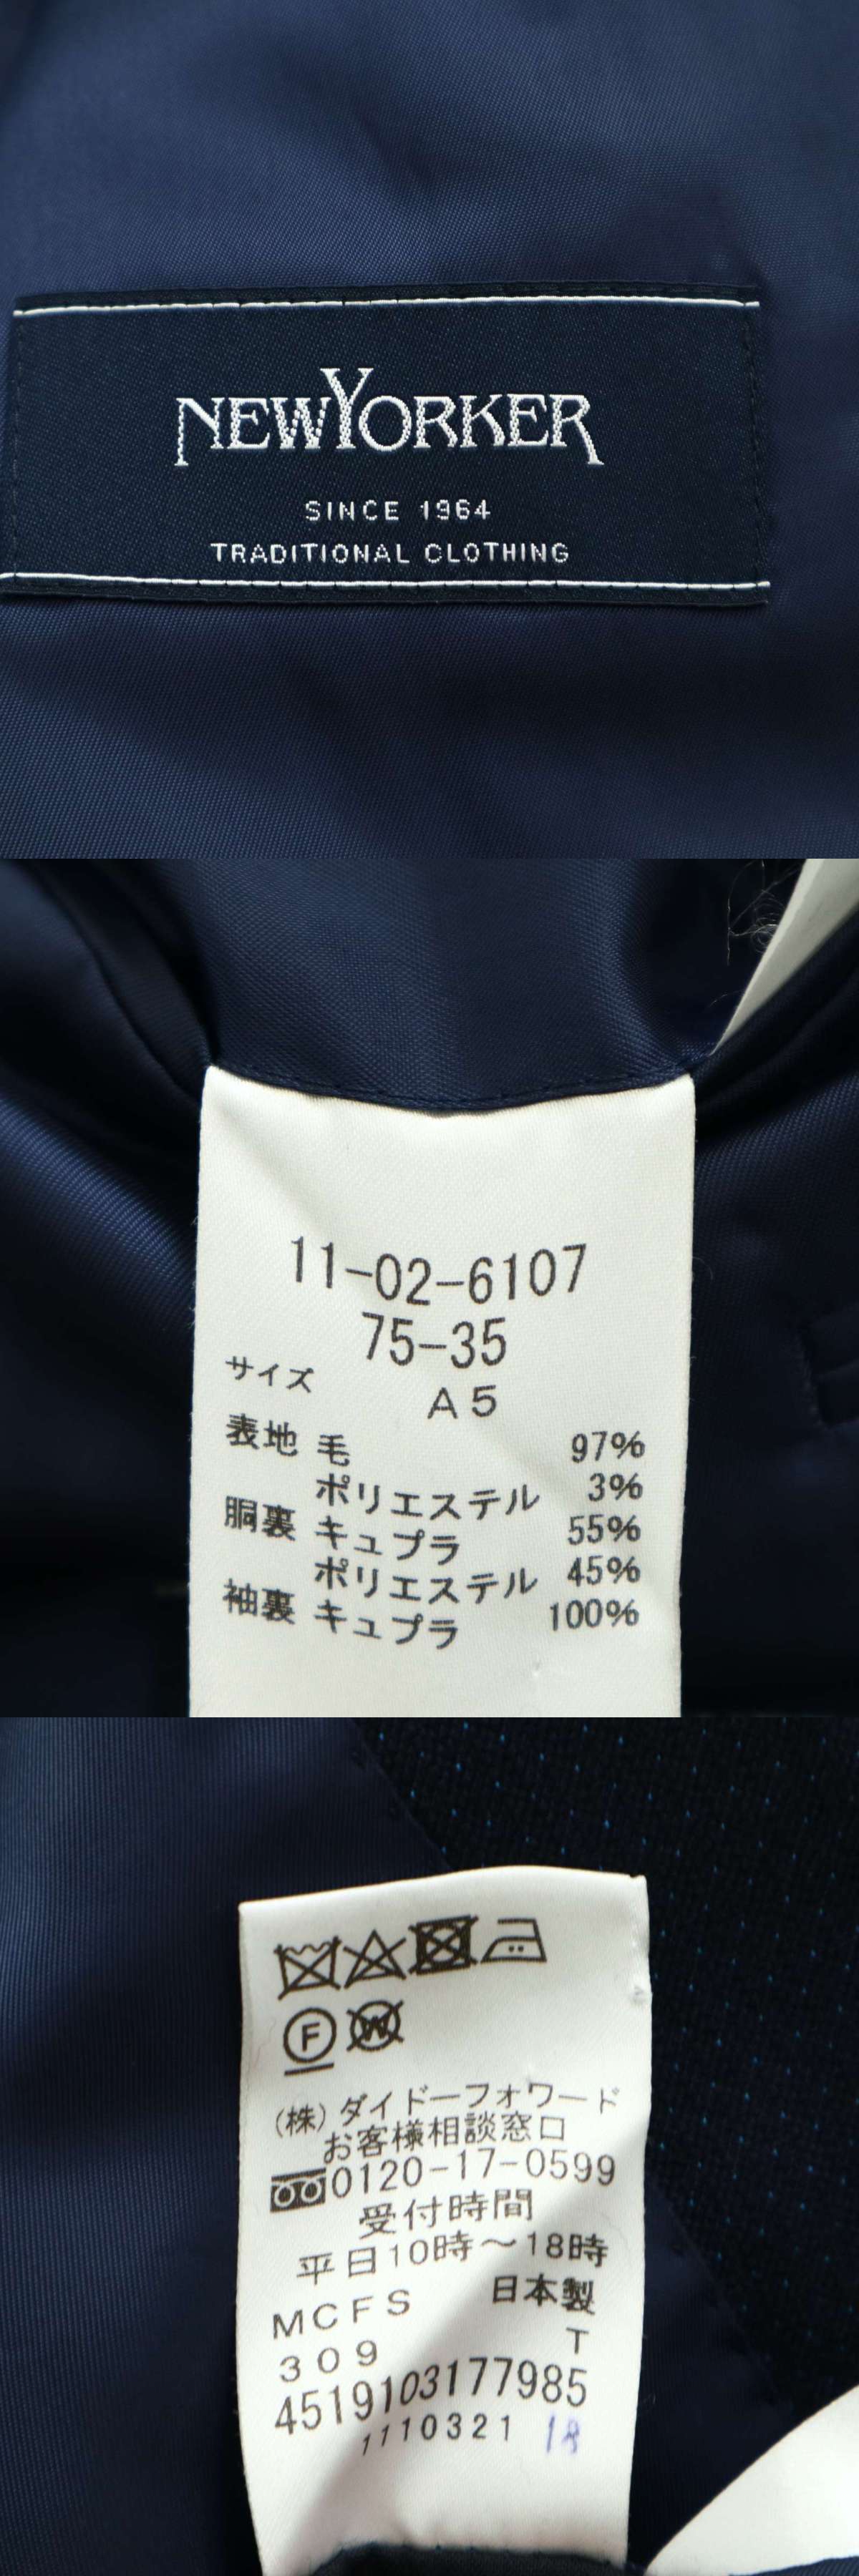 NEWYORKER
SINCE 1964
TRADITIONAL CLOTHING
11-02-6107
75-35
サイズ A5
表地 毛 97%
ポリエステル 3%
胴裏 キュプラ 55%
ポリエステル 45%
袖裏 キュプラ 100%
F W
(株)ダイドーフォワード
お客様相談窓口
0120-17-0599
受付時間
平日10時～18時
MCFS 日本製
309 T
4519103177985
1110321 18